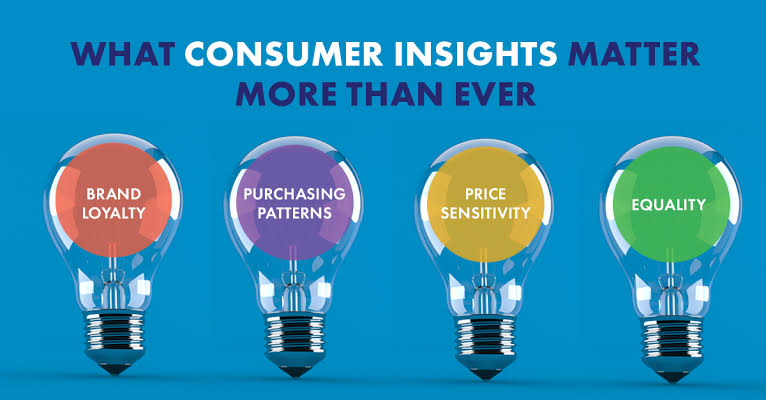 WHAT CONSUMER INSIGHTS MATTER
MORE THAN EVER
BRAND
LOYALTY
PURCHASING
PATTERNS
PRICE
SENSITIVITY
EQUALITY